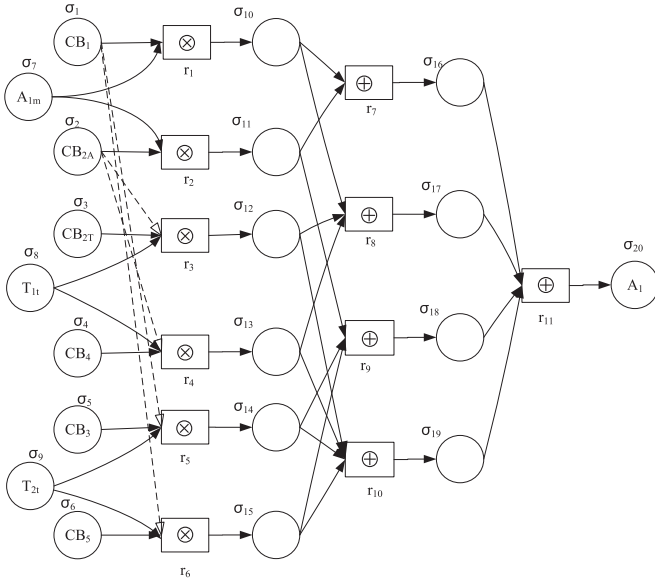 σ1
CB1
⊗
r1
σ10
σ7
A1m
σ2
CB2A
⊗
r2
σ11
⊕
r7
σ16
σ3
CB2T
⊗
r3
σ12
⊕
r8
σ17
σ8
T1t
σ20
A1
⊕
r11
σ4
CB4
⊗
r4
σ13
⊕
r9
σ18
σ5
CB3
⊗
r5
σ14
σ9
T2t
⊕
r10
σ19
σ6
CB5
⊗
r6
σ15